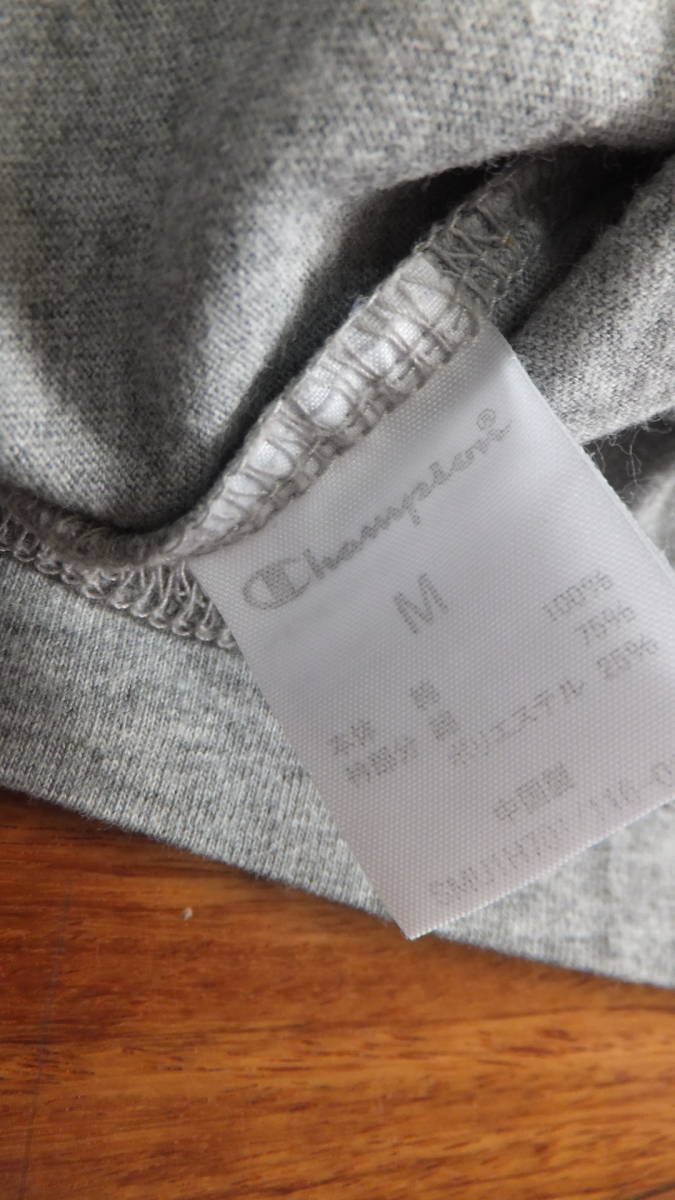 Champion®
M
本体 綿 100%
衿部分 綿 75%
ポリエステル 25%
中国製